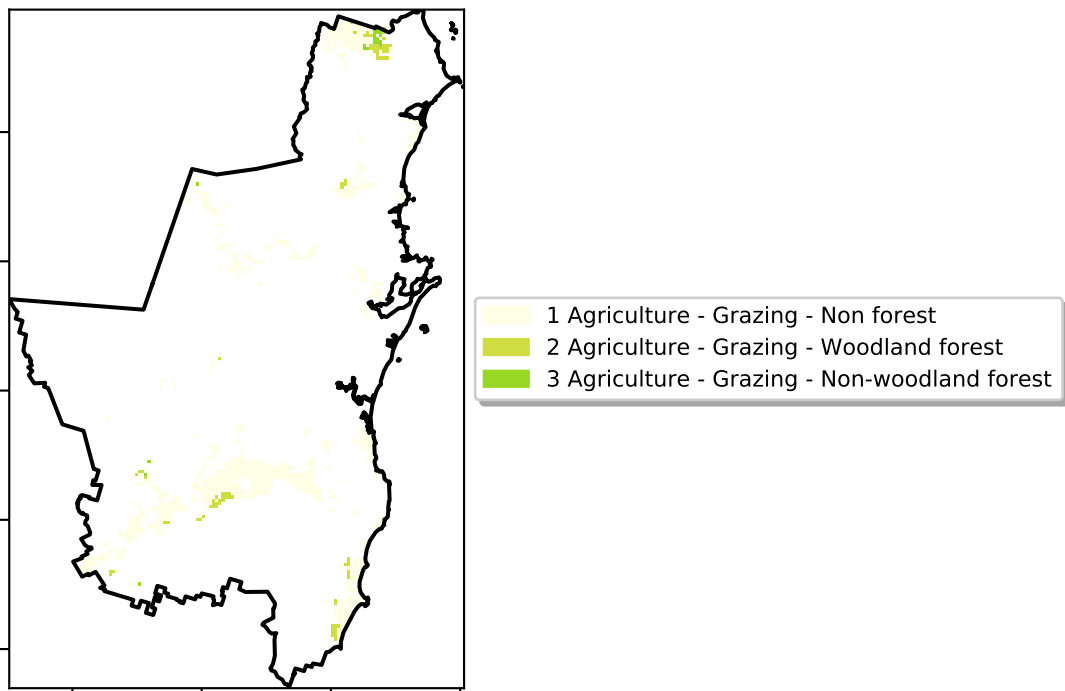 1 Agriculture - Grazing - Non forest
2 Agriculture - Grazing - Woodland forest
3 Agriculture - Grazing - Non-woodland forest